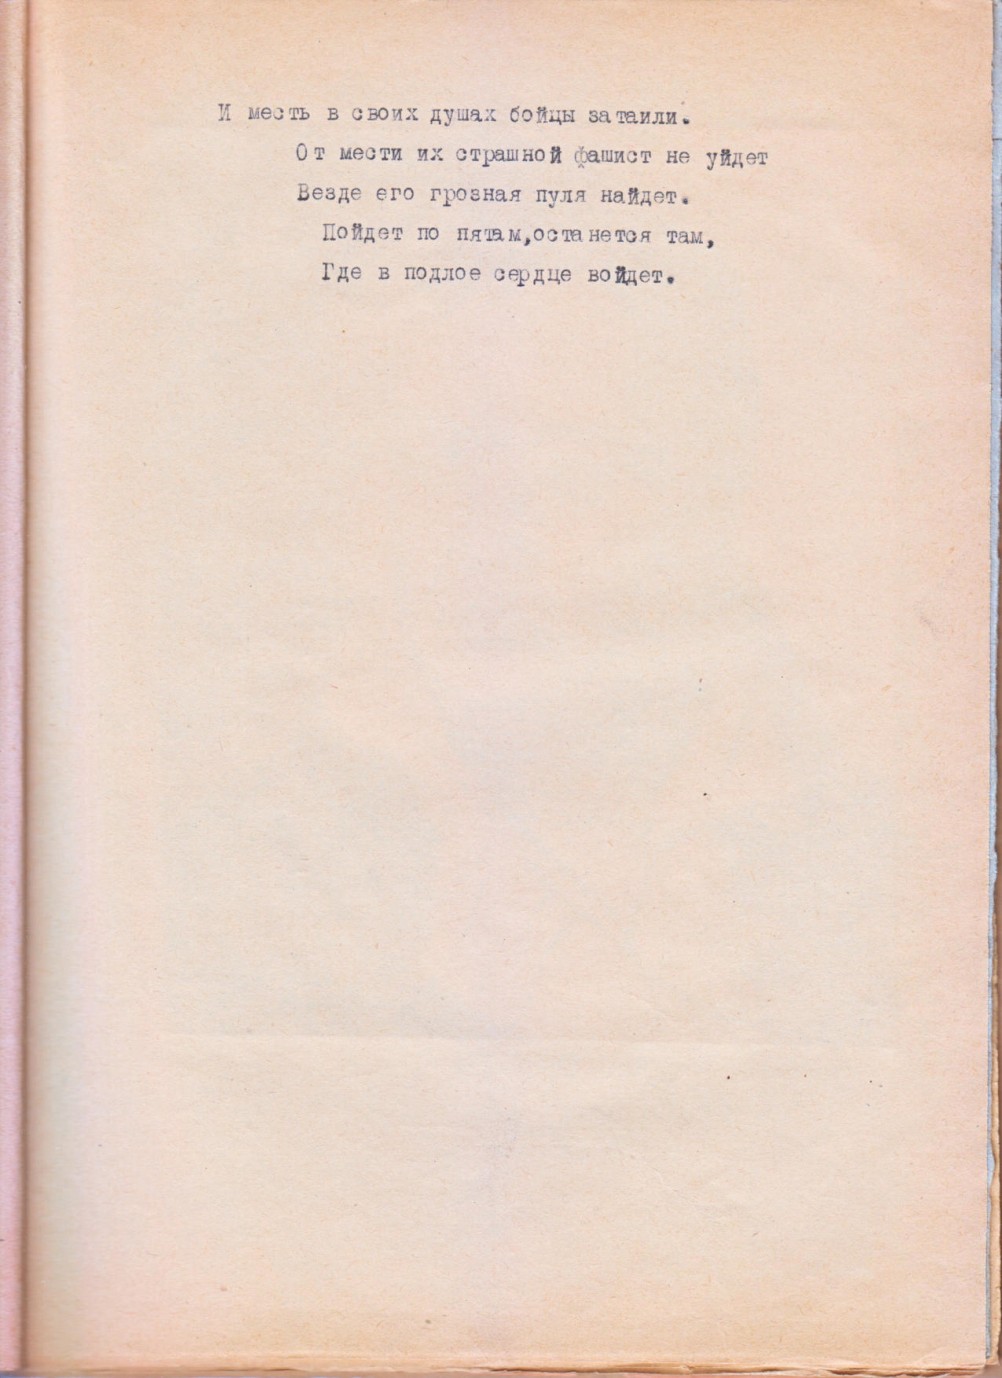 И месть в своих душах бойцы затаили.
От мести их страшной фашист не уйдет
Везде его грозная пуля найдет.
Пойдет по пятам,останется там,
Где в подлое сердце войдет.